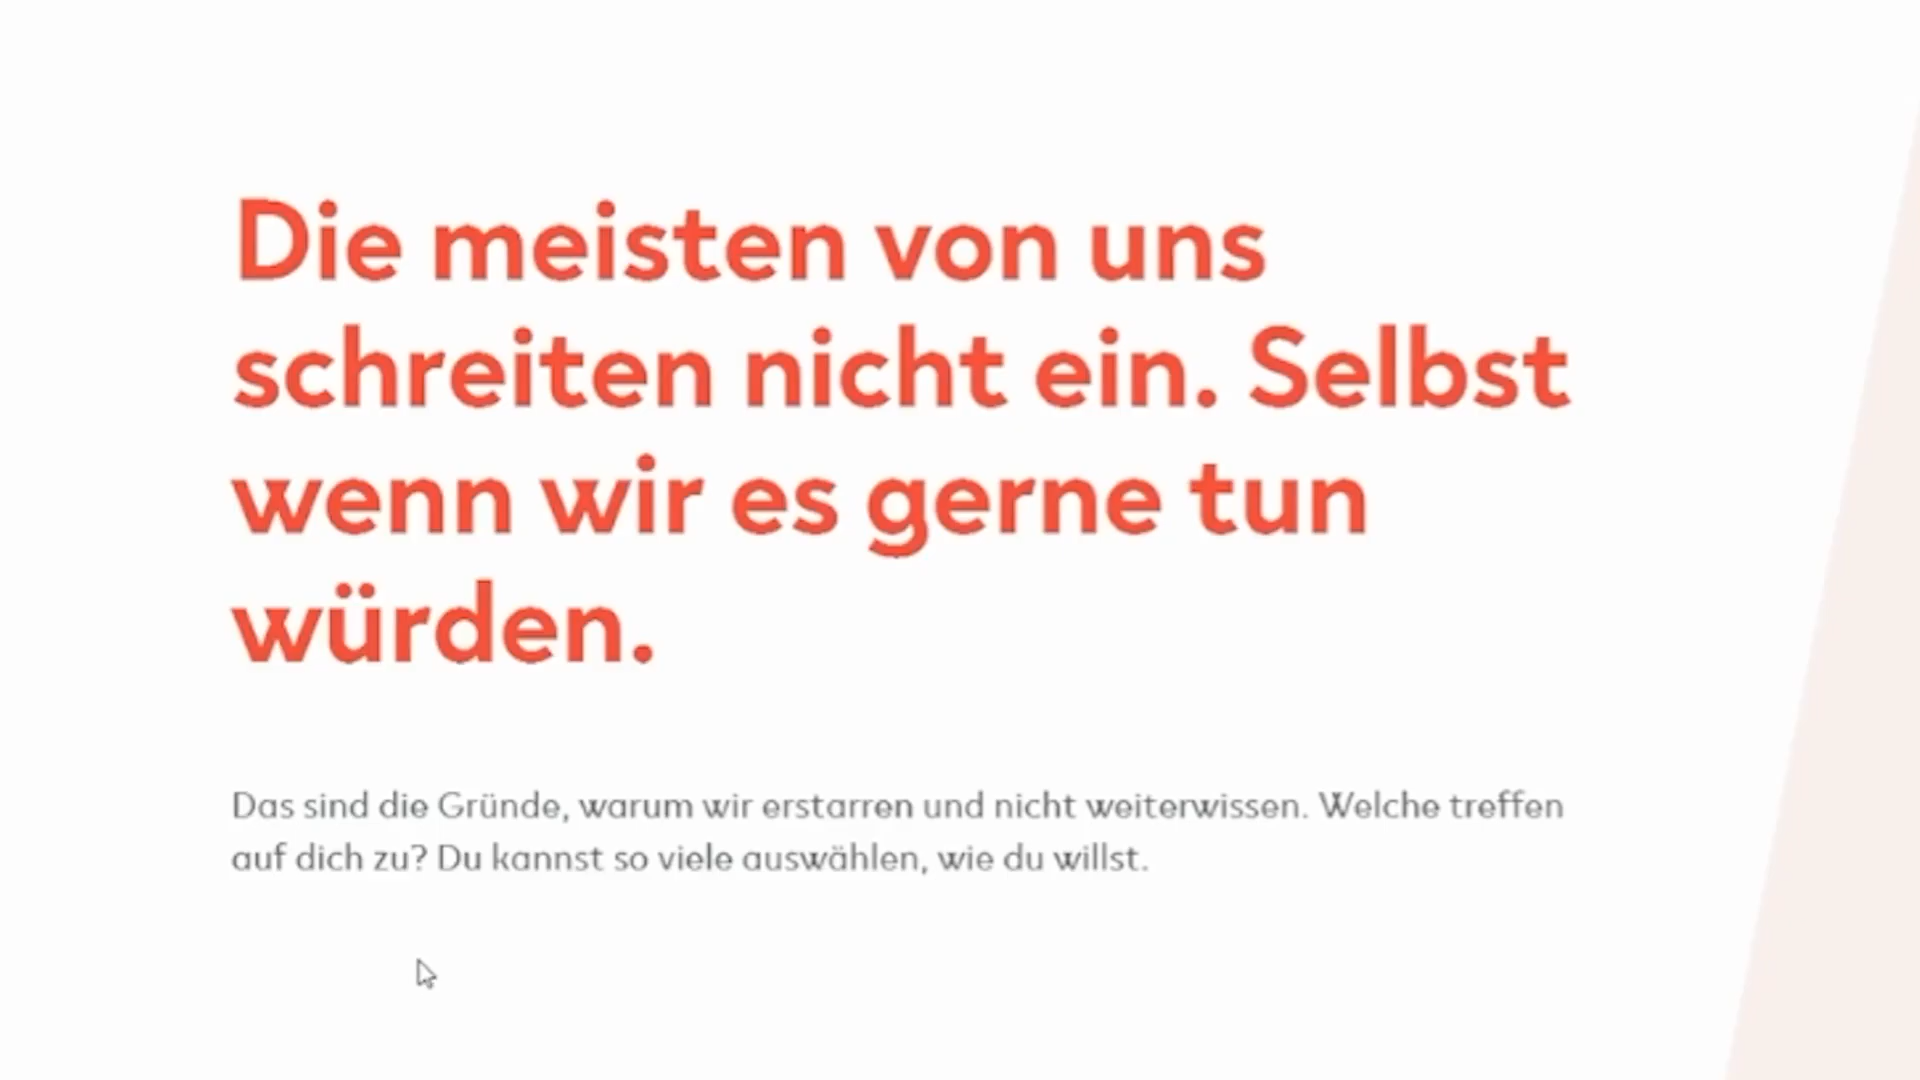 Die meisten von uns
schreiten nicht ein. Selbst
wenn wir es gerne tun
würden.
Das sind die Gründe, warum wir erstarren und nicht weiterwissen. Welche treffen
auf dich zu? Du kannst so viele auswählen, wie du willst.